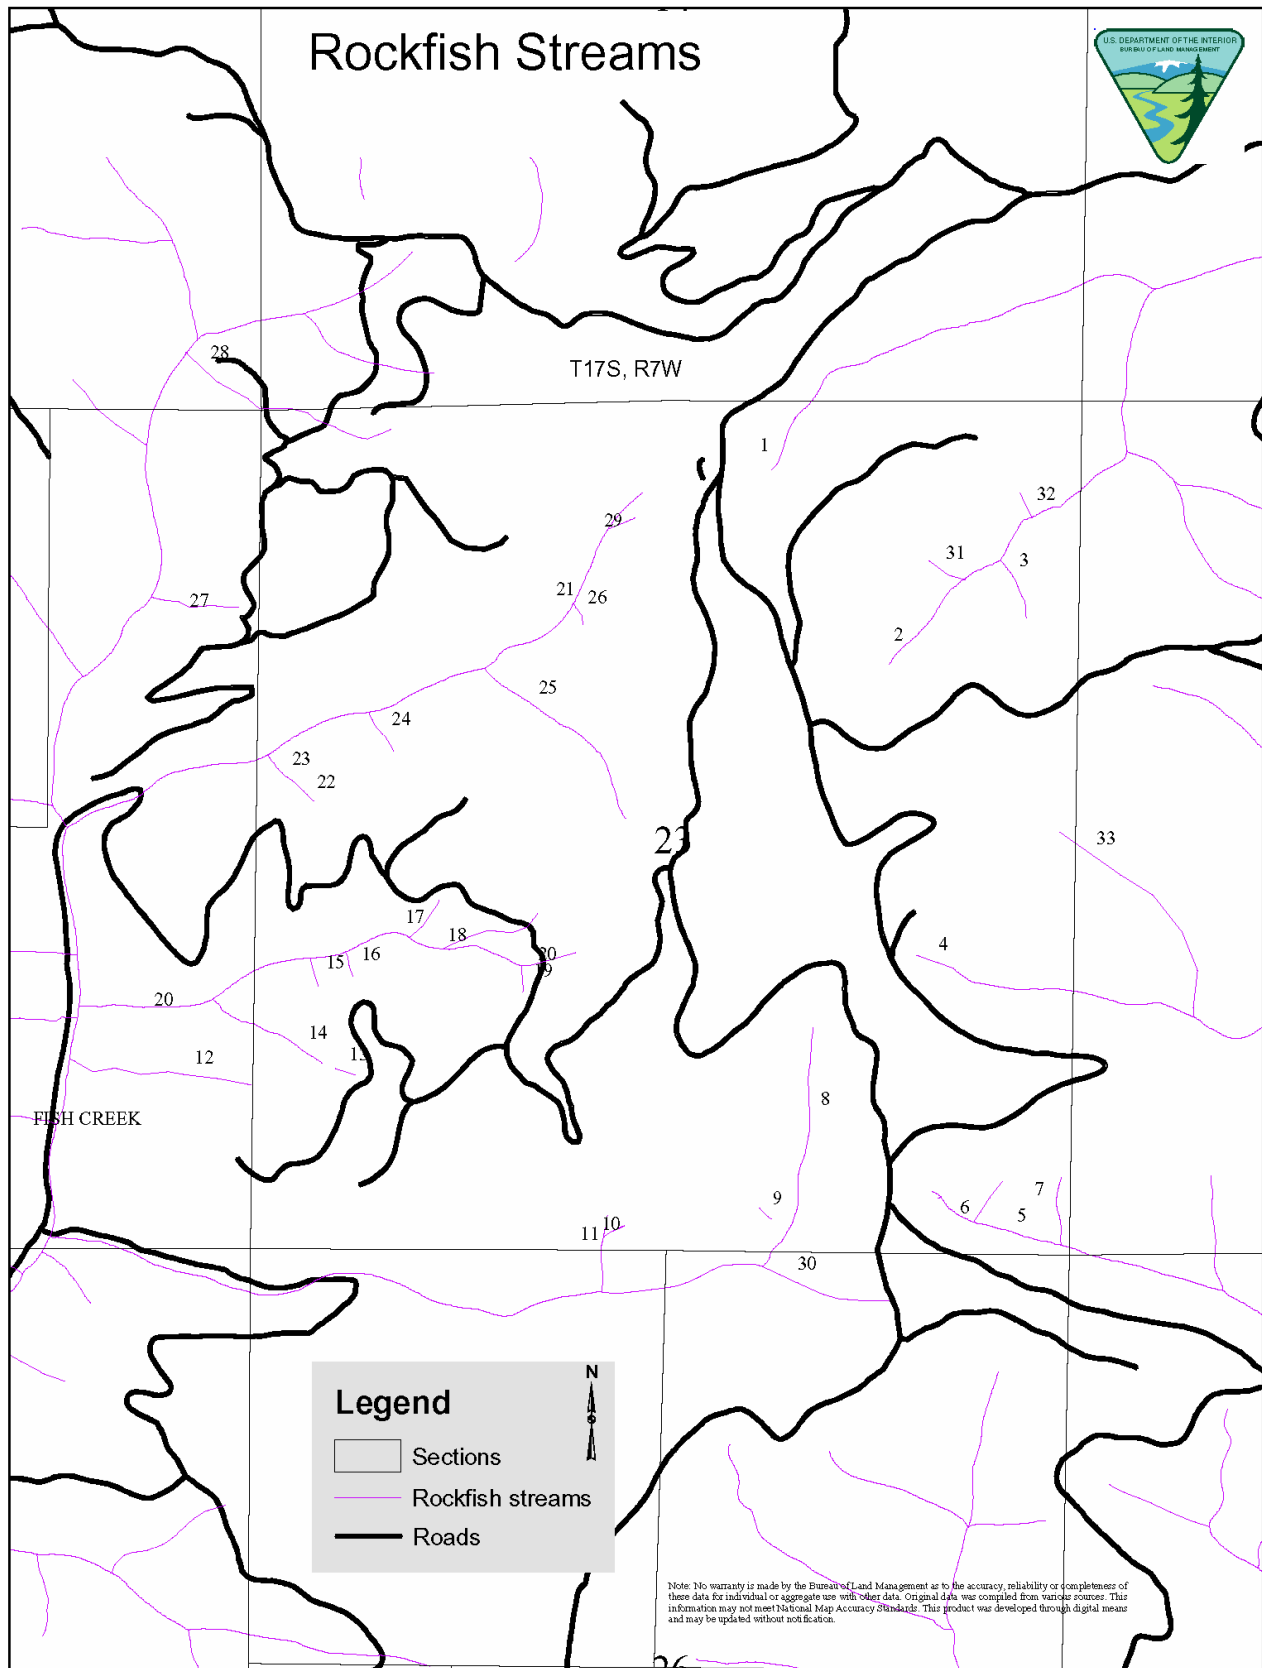 Rockfish Streams
U.S. DEPARTMENT OF THE INTERIOR
BUREAU OF LAND MANAGEMENT
28
T17S, R7W
1
32
29
31
3
21
26
27
2
25
24
23
22
23
33
17
18
4
16
15
20
19
20
14
13
12
8
FISH CREEK
7
9
6
5
10
11
30
N
Legend
Sections
Rockfish streams
Roads
Note: No warranty is made by the Bureau of Land Management as to the accuracy, reliability or completeness of
these data for individual or aggregate use with other data. Original data was compiled from various sources. This
information may not meet National Map Accuracy Standards. This product was developed through digital means
and may be updated without notification.